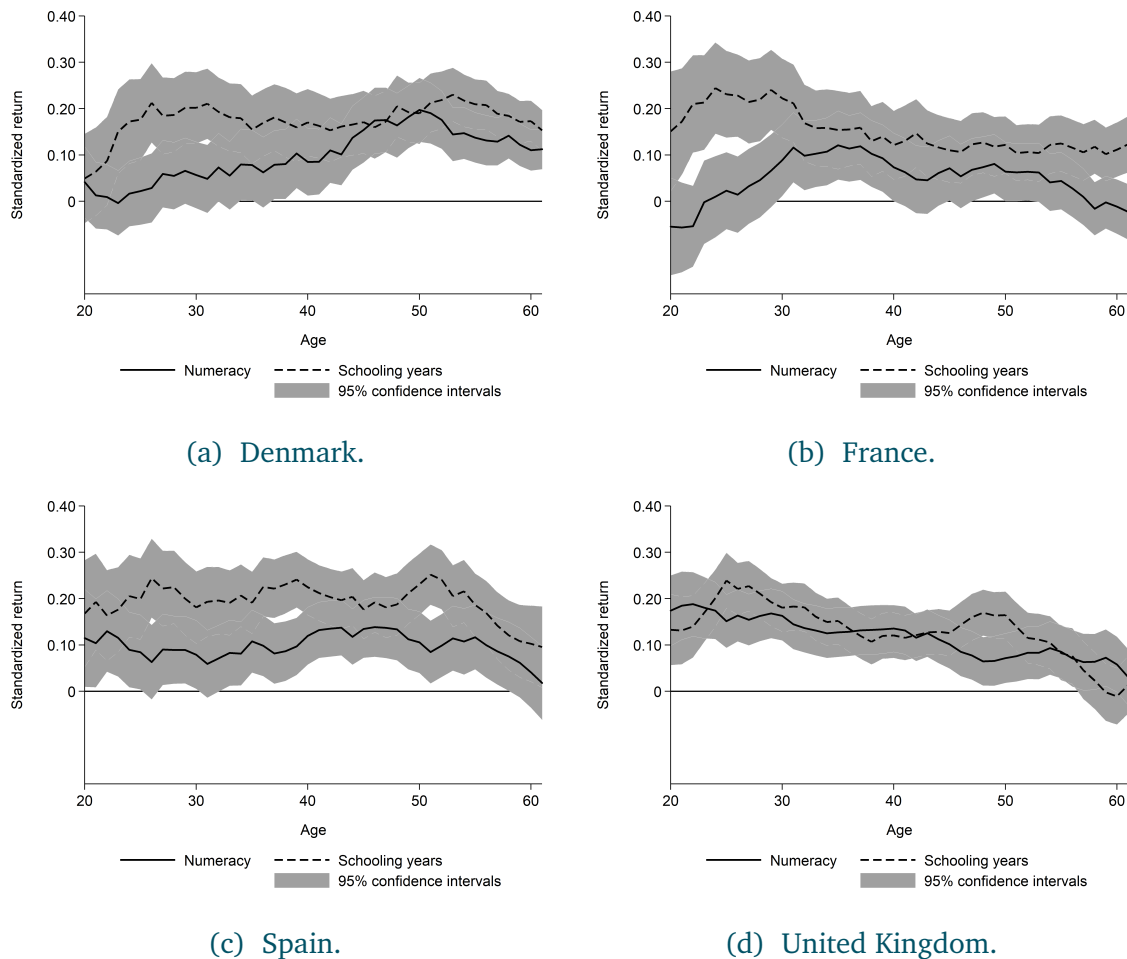 0.40
0.30
0.20
0.10
0
Standardized return
20 30 40 50 60
Age
Numeracy Schooling years
95% confidence intervals
(a) Denmark.
0.40
0.30
0.20
0.10
0
Standardized return
20 30 40 50 60
Age
Numeracy Schooling years
95% confidence intervals
(b) France.
0.40
0.30
0.20
0.10
0
Standardized return
20 30 40 50 60
Age
Numeracy Schooling years
95% confidence intervals
(c) Spain.
0.40
0.30
0.20
0.10
0
Standardized return
20 30 40 50 60
Age
Numeracy Schooling years
95% confidence intervals
(d) United Kingdom.